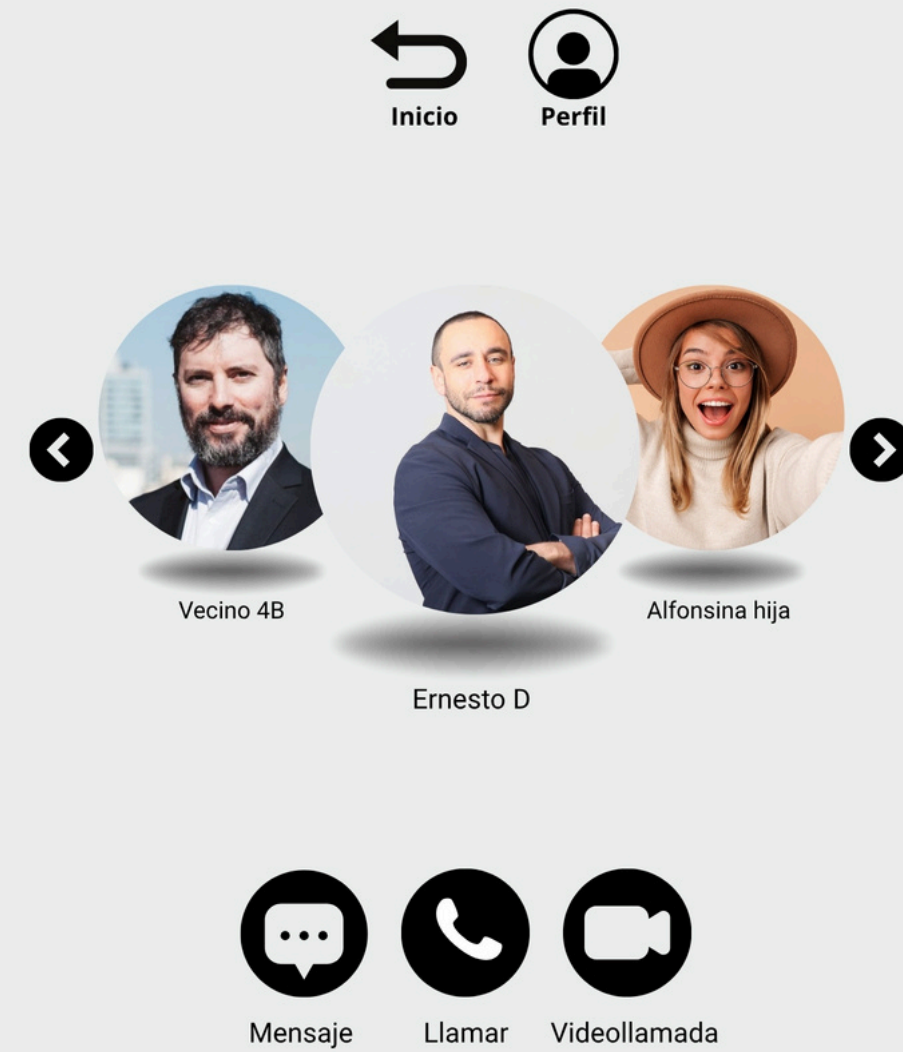 Inicio
Perfil
Vecino 4B
Alfonsina hija
Ernesto D
Mensaje
Llamar
Videollamada